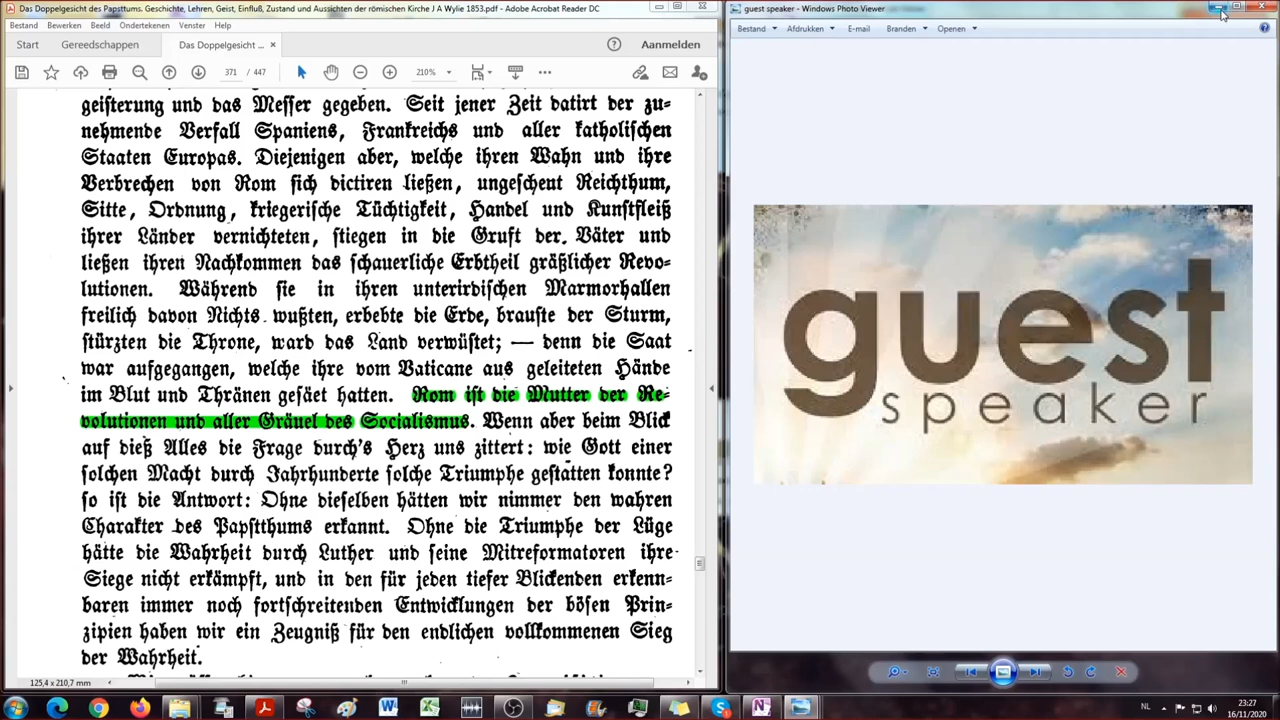 Das Doppelgesicht des Papsttums. Geschichte, Lehren, Geist, Einfluß, Zustand und Aussichten der römischen Kirche J A Wylie 1853.pdf - Adobe Acrobat Reader DC
Bestand Bewerken Beeld Ondertekenen Venster Help
Start Gereedschappen Das Doppelgesicht ... × Anmelden
371 / 447 210%
geisterung und das Messer gegeben. Seit jener Zeit datirt der zu-
nehmende Verfall Spaniens, Frankreichs und aller katholischen
Staaten Europas. Diejenigen aber, welche ihren Wahn und ihre
Verbrechen von Rom sich dictiren ließen, ungescheut Reichthum,
Sitte, Ordnung, kriegerische Tüchtigkeit, Handel und Kunstfleiß
ihrer Länder vernichteten, stiegen in die Gruft der Väter und
ließen ihren Nachkommen das schauerliche Erbtheil gräßlicher Revo-
lutionen. Während sie in ihren unterirdischen Marmorhallen
freilich davon Nichts wußten, erbebte die Erde, brauste der Sturm,
stürzten die Throne, ward das Land verwüstet; — denn die Saat
war aufgegangen, welche ihre vom Vaticane aus geleiteten Hände
im Blut und Thränen gesäet hatten. Rom ist die Mutter der Re-
volutionen und aller Gräuel des Socialismus. Wenn aber beim Blick
auf dieß Alles die Frage durch's Herz uns zittert: wie Gott einer
solchen Macht durch Jahrhunderte solche Triumphe gestatten konnte?
so ist die Antwort: Ohne dieselben hätten wir nimmer den wahren
Charakter des Papstthums erkannt. Ohne die Triumphe der Lüge
hätte die Wahrheit durch Luther und seine Mitreformatoren ihre
Siege nicht erkämpft, und in den für jeden tiefer Blickenden erkenn-
baren immer noch fortschreitenden Entwicklungen der bösen Prin-
zipien haben wir ein Zeugniß für den endlichen vollkommenen Sieg
der Wahrheit.
125,4 x 210,7 mm
guest speaker - Windows Photo Viewer
Bestand Afdrukken E-mail Branden Openen
guest
speaker
NL 23:27
16/11/2020